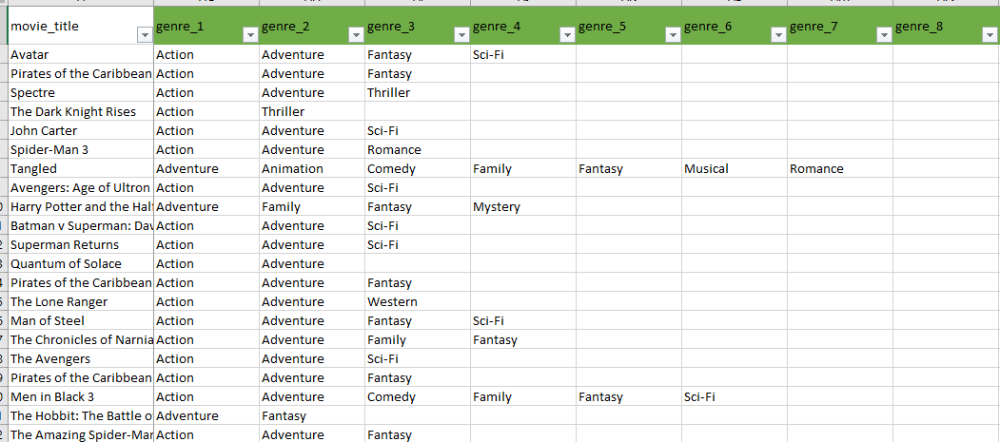 movie_title genre_1 genre_2 genre_3 genre_4 genre_5 genre_6 genre_7 genre_8
Avatar Action Adventure Fantasy Sci-Fi
Pirates of the Caribbean Action Adventure Fantasy
Spectre Action Adventure Thriller
The Dark Knight Rises Action Thriller
John Carter Action Adventure Sci-Fi
Spider-Man 3 Action Adventure Romance
Tangled Adventure Animation Comedy Family Fantasy Musical Romance
Avengers: Age of Ultron Action Adventure Sci-Fi
Harry Potter and the Hal Adventure Family Fantasy Mystery
Batman v Superman: Da Action Adventure Sci-Fi
Superman Returns Action Adventure Sci-Fi
Quantum of Solace Action Adventure
Pirates of the Caribbean Action Adventure Fantasy
The Lone Ranger Action Adventure Western
Man of Steel Action Adventure Fantasy Sci-Fi
The Chronicles of Narnia Action Adventure Family Fantasy
The Avengers Action Adventure Sci-Fi
Pirates of the Caribbean Action Adventure Fantasy
Men in Black 3 Action Adventure Comedy Family Fantasy Sci-Fi
The Hobbit: The Battle o Adventure Fantasy
The Amazing Spider-Man Action Adventure Fantasy